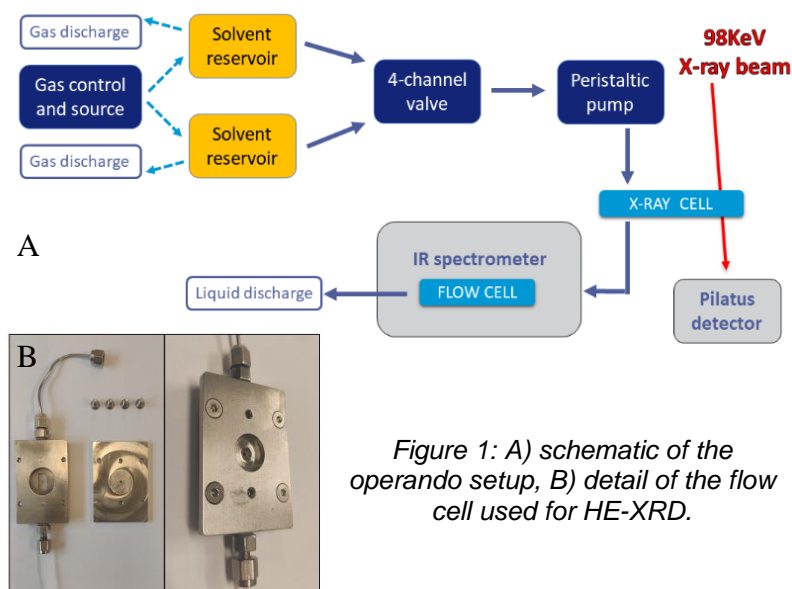 Gas discharge
Solvent
reservoir
98KeV
X-ray beam
Gas control
and source
4-channel
valve
Peristaltic
pump
Solvent
reservoir
Gas discharge
X-RAY CELL
A
IR spectrometer
FLOW CELL
Liquid discharge
Pilatus
detector
B
Figure 1: A) schematic of the
operando setup, B) detail of the flow
cell used for HE-XRD.